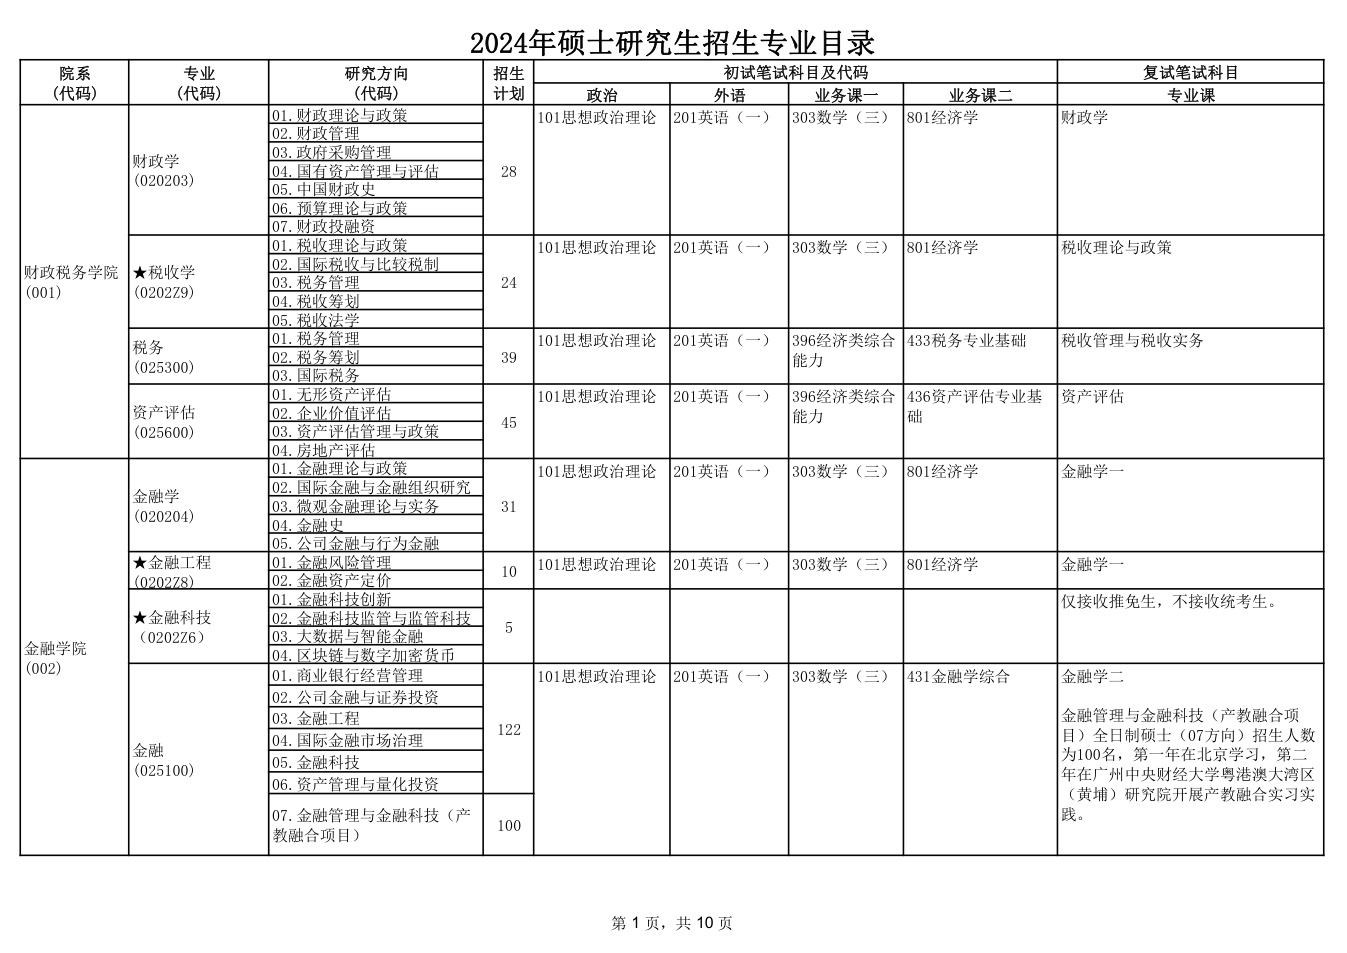 2024年硕士研究生招生专业目录
院系
(代码)
专业
(代码)
研究方向
(代码)
招生
计划
初试笔试科目及代码
复试笔试科目
政治
外语
业务课一
业务课二
专业课
财政税务学院
(001)
财政学
(020203)
01.财政理论与政策
02.财政管理
03.政府采购管理
04.国有资产管理与评估
05.中国财政史
06.预算理论与政策
07.财政投融资
28
101思想政治理论
201英语（一）
303数学（三）
801经济学
财政学
★税收学
(0202Z9)
01.税收理论与政策
02.国际税收与比较税制
03.税务管理
04.税收筹划
05.税收法学
24
101思想政治理论
201英语（一）
303数学（三）
801经济学
税收理论与政策
税务
(025300)
01.税务管理
02.税务筹划
03.国际税务
39
101思想政治理论
201英语（一）
396经济类综合
能力
433税务专业基础
税收管理与税收实务
资产评估
(025600)
01.无形资产评估
02.企业价值评估
03.资产评估管理与政策
04.房地产评估
45
101思想政治理论
201英语（一）
396经济类综合
能力
436资产评估专业基
础
资产评估
金融学院
(002)
金融学
(020204)
01.金融理论与政策
02.国际金融与金融组织研究
03.微观金融理论与实务
04.金融史
05.公司金融与行为金融
31
101思想政治理论
201英语（一）
303数学（三）
801经济学
金融学一
★金融工程
(0202Z8)
01.金融风险管理
02.金融资产定价
10
101思想政治理论
201英语（一）
303数学（三）
801经济学
金融学一
★金融科技
（0202Z6）
01.金融科技创新
02.金融科技监管与监管科技
03.大数据与智能金融
04.区块链与数字加密货币
5
仅接收推免生，不接收统考生。
金融
(025100)
01.商业银行经营管理
02.公司金融与证券投资
03.金融工程
04.国际金融市场治理
05.金融科技
06.资产管理与量化投资
122
07.金融管理与金融科技（产
教融合项目）
100
101思想政治理论
201英语（一）
303数学（三）
431金融学综合
金融学二
金融管理与金融科技（产教融合项
目）全日制硕士（07方向）招生人数
为100名，第一年在北京学习，第二
年在广州中央财经大学粤港澳大湾区
（黄埔）研究院开展产教融合实习实
践。
第 1 页，共 10 页